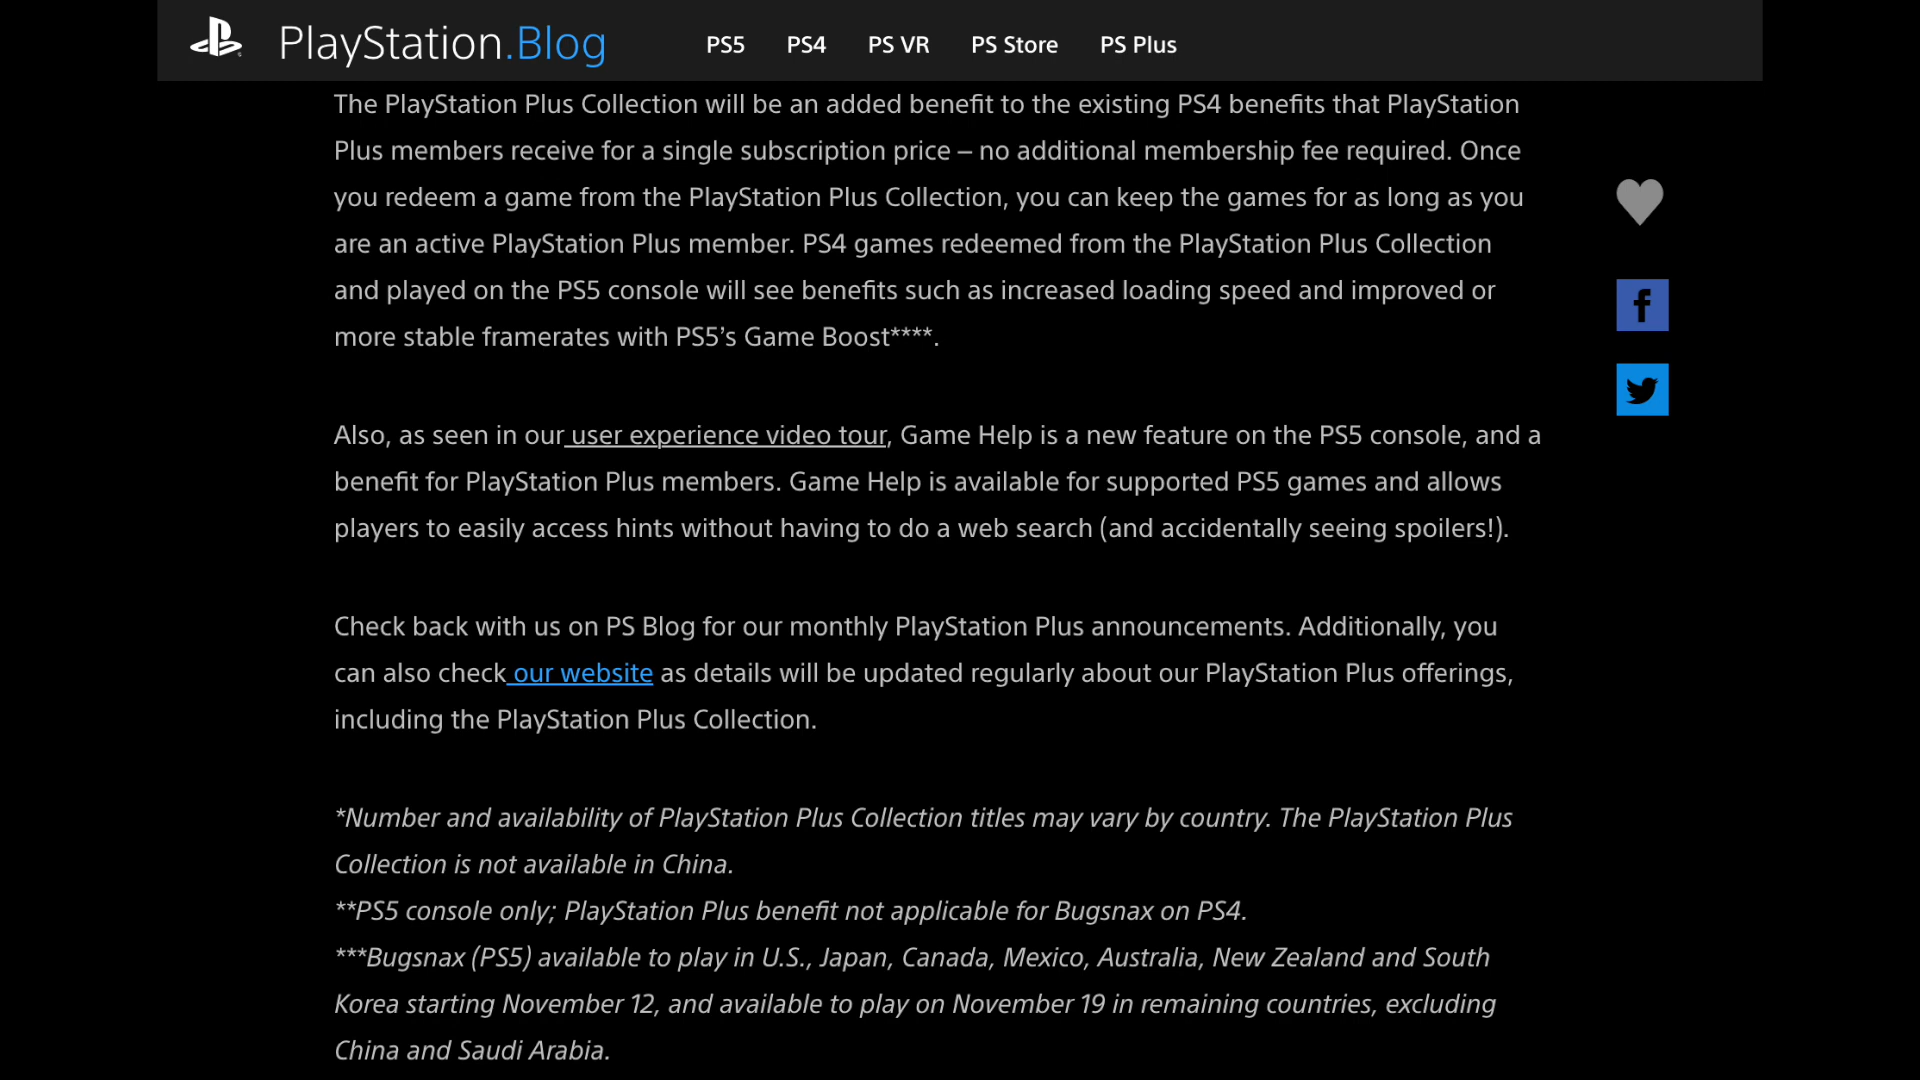 PlayStation.Blog PS5 PS4 PS VR PS Store PS Plus
The PlayStation Plus Collection will be an added benefit to the existing PS4 benefits that PlayStation
Plus members receive for a single subscription price – no additional membership fee required. Once
you redeem a game from the PlayStation Plus Collection, you can keep the games for as long as you
are an active PlayStation Plus member. PS4 games redeemed from the PlayStation Plus Collection
and played on the PS5 console will see benefits such as increased loading speed and improved or
more stable framerates with PS5’s Game Boost****.
Also, as seen in our user experience video tour, Game Help is a new feature on the PS5 console, and a
benefit for PlayStation Plus members. Game Help is available for supported PS5 games and allows
players to easily access hints without having to do a web search (and accidentally seeing spoilers!).
Check back with us on PS Blog for our monthly PlayStation Plus announcements. Additionally, you
can also check our website as details will be updated regularly about our PlayStation Plus offerings,
including the PlayStation Plus Collection.
*Number and availability of PlayStation Plus Collection titles may vary by country. The PlayStation Plus
Collection is not available in China.
**PS5 console only; PlayStation Plus benefit not applicable for Bugsnax on PS4.
***Bugsnax (PS5) available to play in U.S., Japan, Canada, Mexico, Australia, New Zealand and South
Korea starting November 12, and available to play on November 19 in remaining countries, excluding
China and Saudi Arabia.